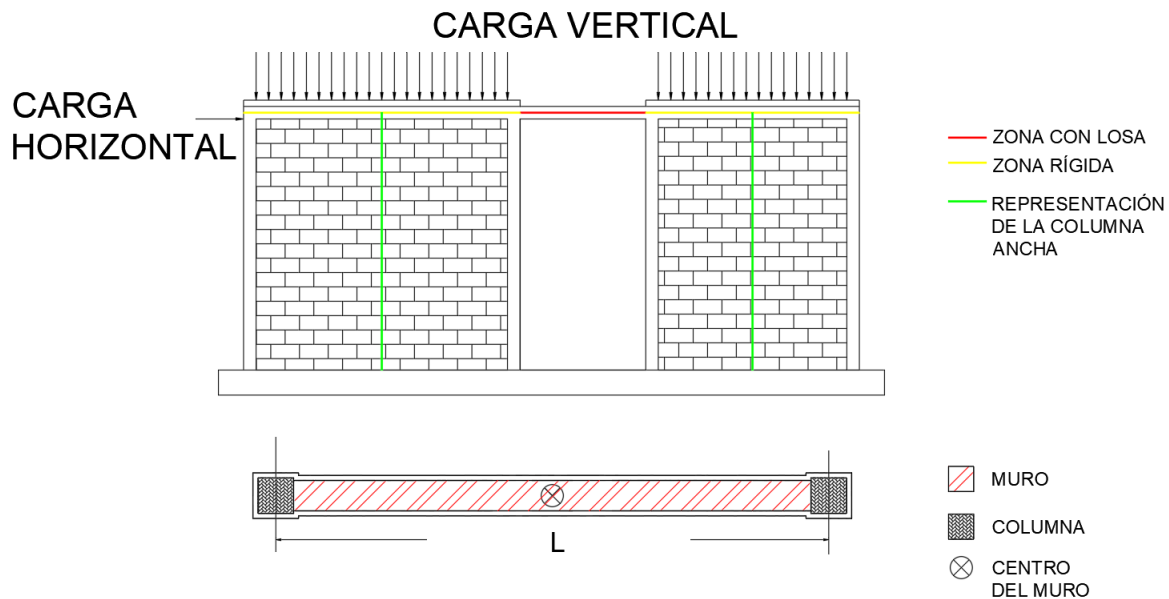 CARGA VERTICAL
CARGA
HORIZONTAL
ZONA CON LOSA
ZONA RÍGIDA
REPRESENTACIÓN
DE LA COLUMNA
ANCHA
L
MURO
COLUMNA
CENTRO
DEL MURO